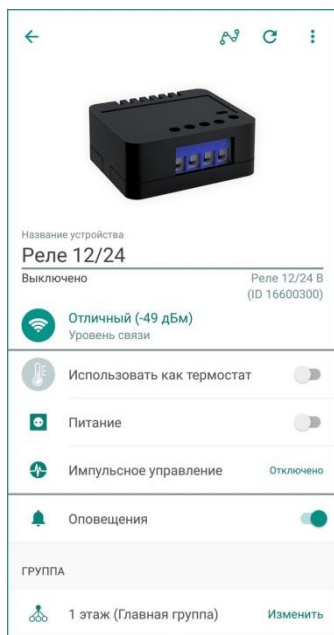 Название устройства
Реле 12/24
Выключено
Реле 12/24 В
(ID 16600300)
Отличный (-49 дБм)
Уровень связи
Использовать как термостат
Питание
Импульсное управление Отключено
Оповещения
ГРУППА
1 этаж (Главная группа) Изменить